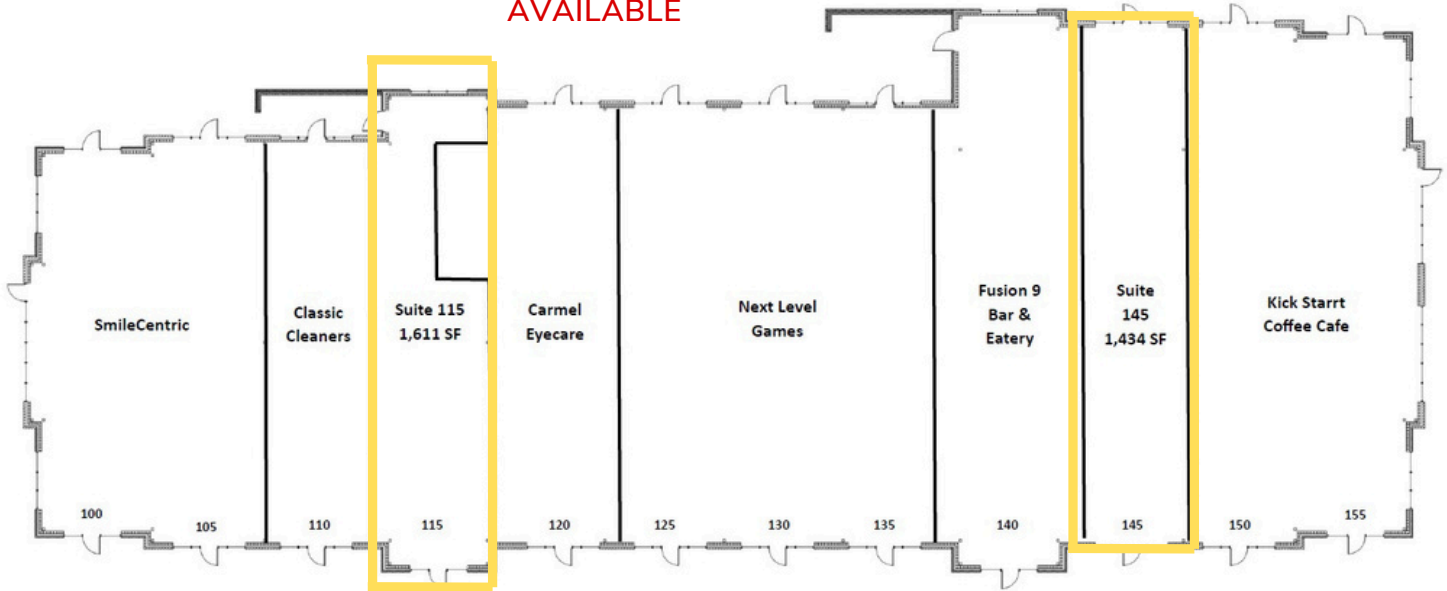 AVAILABLE
SmileCentric
Classic
Cleaners
Suite 115
1,611 SF
Carmel
Eyecare
Next Level
Games
Fusion 9
Bar &
Eatery
Suite
145
1,434 SF
Kick Starrt
Coffee Cafe
100
105
110
115
120
125
130
135
140
145
150
155